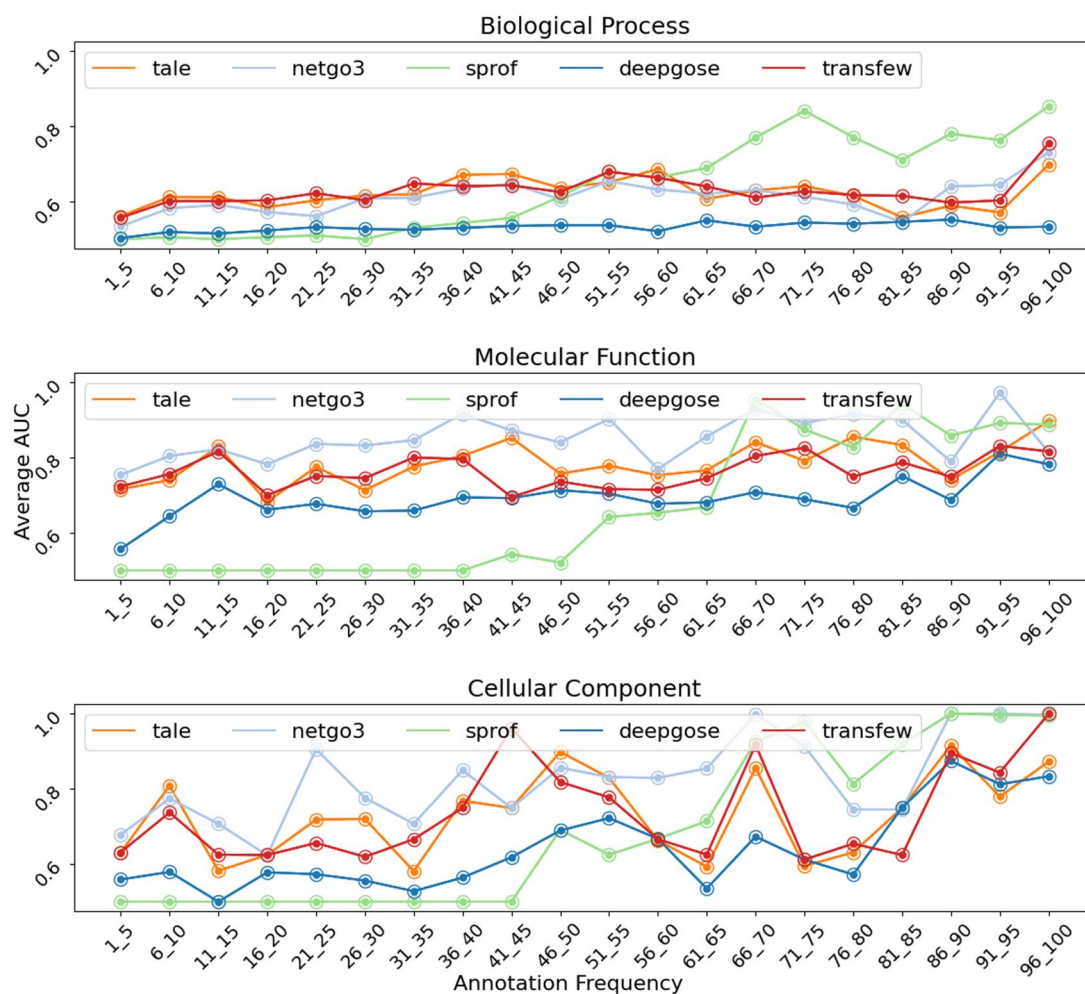 Biological Process
tale netgo3 sprof deepgose transfew
1.0
0.8
0.6
1_5 6_10 11_15 16_20 21_25 26_30 31_35 36_40 41_45 46_50 51_55 56_60 61_65 66_70 71_75 76_80 81_85 86_90 91_95 96_100
Molecular Function
tale netgo3 sprof deepgose transfew
Average AUC
1.0
0.8
0.6
1_5 6_10 11_15 16_20 21_25 26_30 31_35 36_40 41_45 46_50 51_55 56_60 61_65 66_70 71_75 76_80 81_85 86_90 91_95 96_100
Cellular Component
tale netgo3 sprof deepgose transfew
1.0
0.8
0.6
1_5 6_10 11_15 16_20 21_25 26_30 31_35 36_40 41_45 46_50 51_55 56_60 61_65 66_70 71_75 76_80 81_85 86_90 91_95 96_100
Annotation Frequency